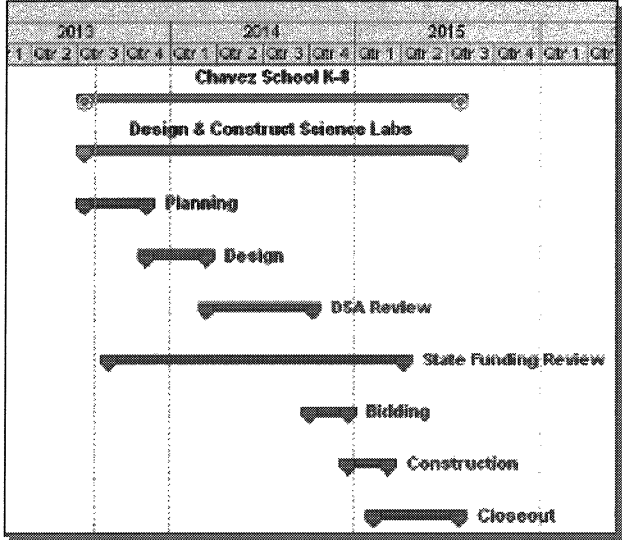 2013 2014 2015
1 Qtr 2 Qtr 3 Qtr 4 Qtr 1 Qtr 2 Qtr 3 Qtr 4 Qtr 1 Qtr 2 Qtr 3 Qtr 4 Qtr 1 Qtr
Chavez School K-8
Design & Construct Science Labs
Planning
Design
DSA Review
State Funding Review
Bidding
Construction
Closeout